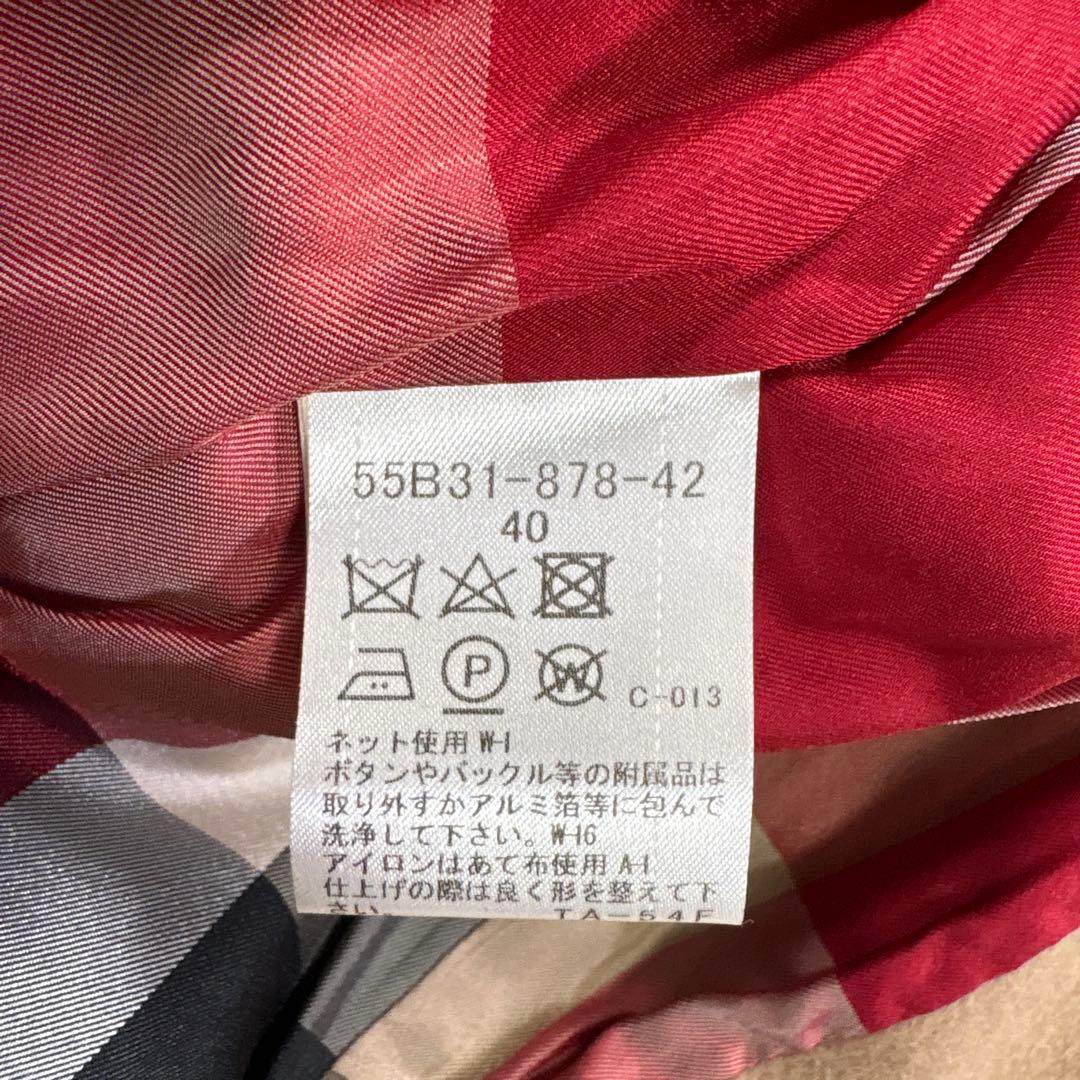 55B31-878-42
40
P
W
C-013
ネット使用 W-1
ボタンやバックル等の附属品は
取り外すかアルミ箔等に包んで
洗浄して下さい。W-16
アイロンはあて布使用 A-1
仕上げの際は良く形を整えて下
さい